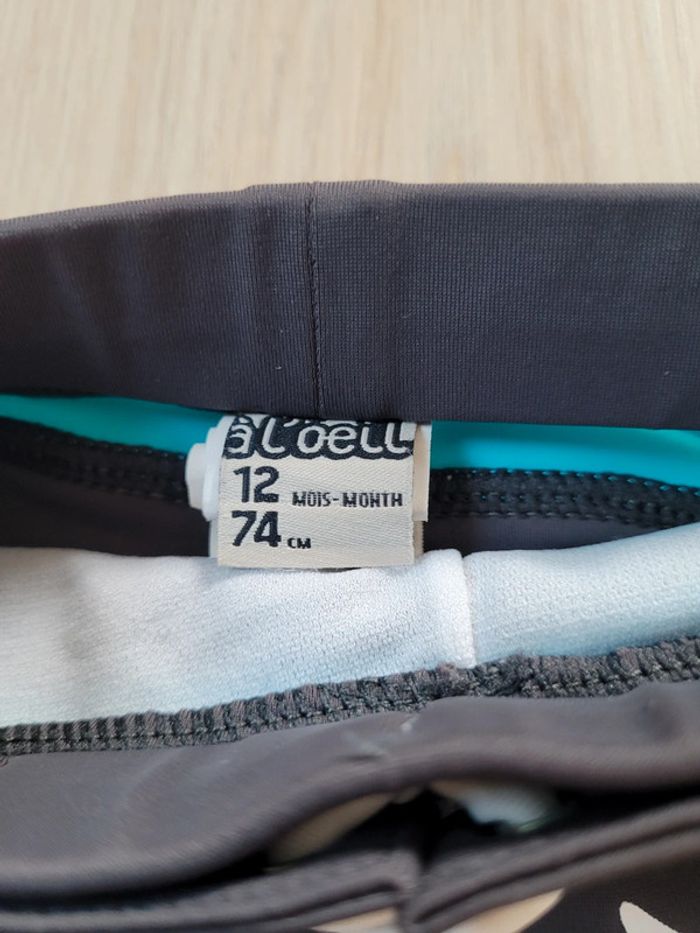 à l'oeil
12 MOIS-MONTH
74 CM